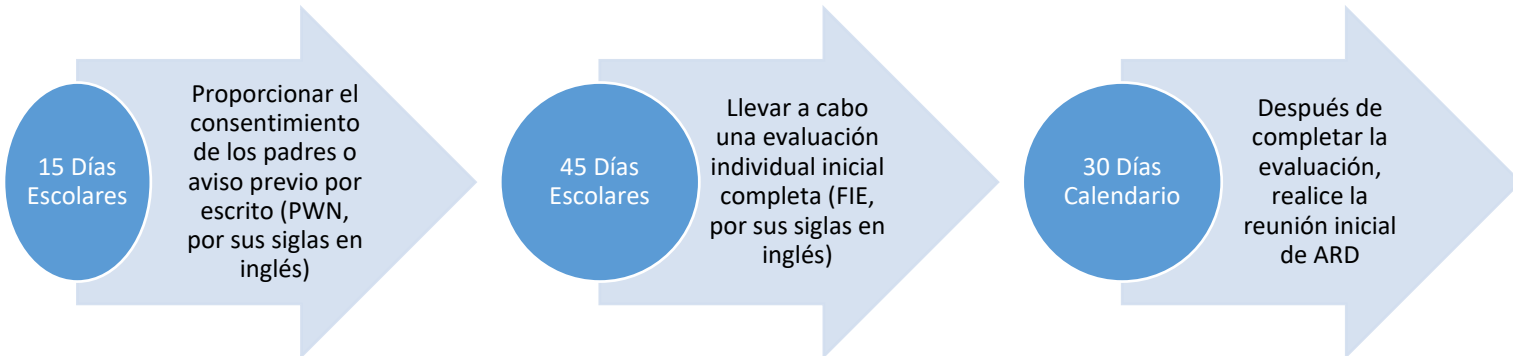 15 Días
Escolares
Proporcionar el
consentimiento
de los padres o
aviso previo por
escrito (PWN,
por sus siglas en
inglés)
45 Días
Escolares
Llevar a cabo
una evaluación
individual inicial
completa (FIE,
por sus siglas en
inglés)
30 Días
Calendario
Después de
completar la
evaluación,
realice la
reunión inicial
de ARD